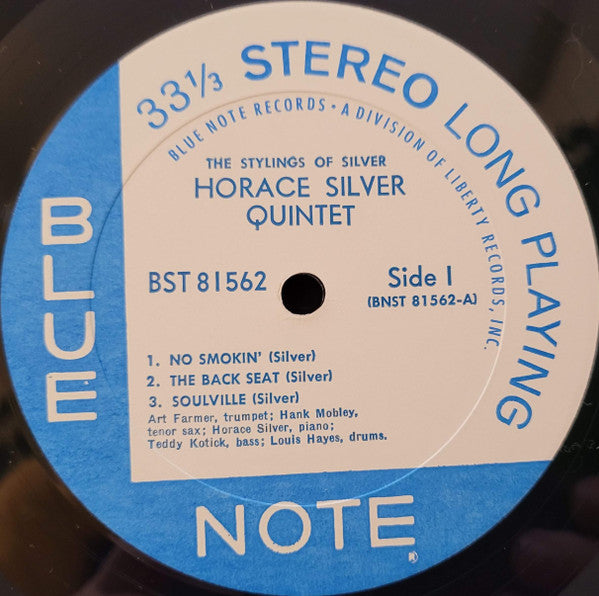 33⅓ STEREO LONG PLAYING
BLUE NOTE RECORDS • A DIVISION OF LIBERTY RECORDS, INC.
THE STYLINGS OF SILVER
HORACE SILVER
QUINTET
BST 81562
Side 1
(BNST 81562-A)
1. NO SMOKIN' (Silver)
2. THE BACK SEAT (Silver)
3. SOULVILLE (Silver)
Art Farmer, trumpet; Hank Mobley,
tenor sax; Horace Silver, piano;
Teddy Kotick, bass; Louis Hayes, drums.
BLUE
NOTE®